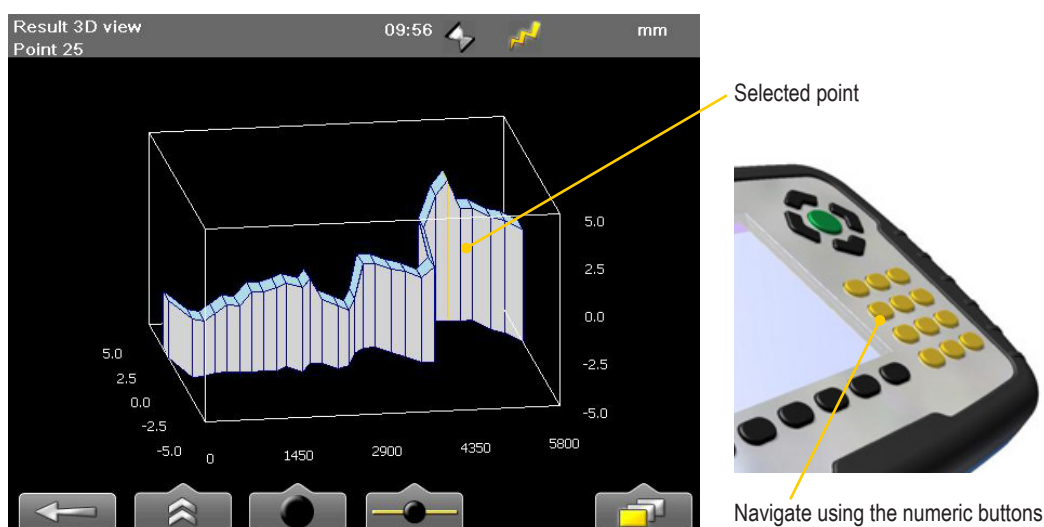 Result 3D view 09:56 mm
Point 25
Selected point
5.0
2.5
0.0
-2.5
-5.0
5.0
2.5
0.0
-2.5
-5.0
0 1450 2900 4350 5800
Navigate using the numeric buttons